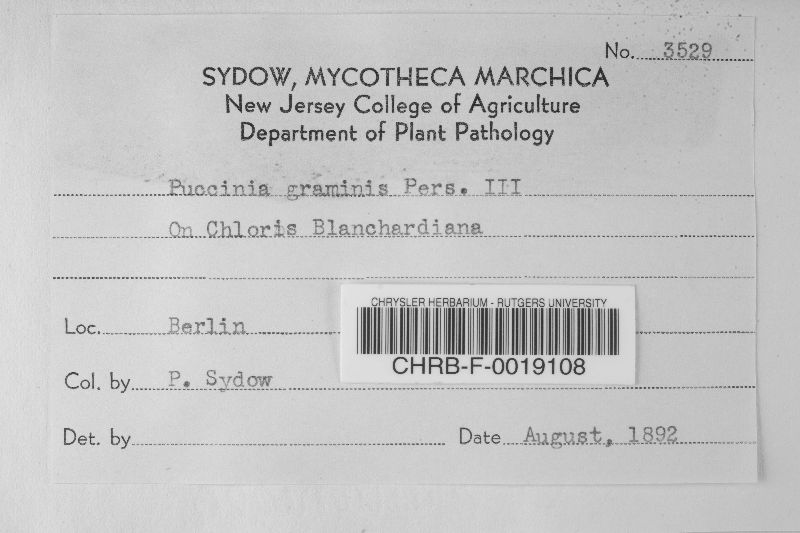 No. 3529
SYDOW, MYCOTHECA MARCHICA
New Jersey College of Agriculture
Department of Plant Pathology
Puccinia graminis Pers. III
On Chloris Blanchardiana
CHRYSLER HERBARIUM - RUTGERS UNIVERSITY
CHRB-F-0019108
Loc. Berlin
Col. by P. Sydow
Det. by Date August, 1892